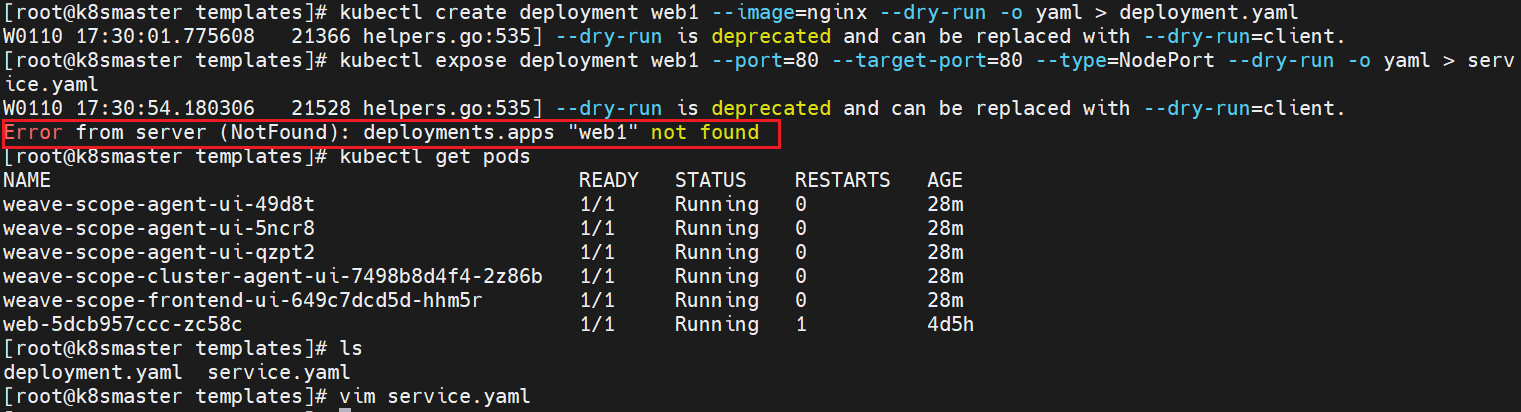 [root@k8smaster templates]# kubectl create deployment web1 --image=nginx --dry-run -o yaml > deployment.yaml
W0110 17:30:01.775608   21366 helpers.go:535] --dry-run is deprecated and can be replaced with --dry-run=client.
[root@k8smaster templates]# kubectl expose deployment web1 --port=80 --target-port=80 --type=NodePort --dry-run -o yaml > serv
ice.yaml
W0110 17:30:54.180306   21528 helpers.go:535] --dry-run is deprecated and can be replaced with --dry-run=client.
Error from server (NotFound): deployments.apps "web1" not found
[root@k8smaster templates]# kubectl get pods
NAME                                           READY   STATUS    RESTARTS   AGE
weave-scope-agent-ui-49d8t                     1/1     Running   0          28m
weave-scope-agent-ui-5ncr8                     1/1     Running   0          28m
weave-scope-agent-ui-qzpt2                     1/1     Running   0          28m
weave-scope-cluster-agent-ui-7498b8d4f4-2z86b   1/1     Running   0          28m
weave-scope-frontend-ui-649c7dcd5d-hhm5r       1/1     Running   0          28m
web-5dcb957ccc-zc58c                           1/1     Running   1          4d5h
[root@k8smaster templates]# ls
deployment.yaml  service.yaml
[root@k8smaster templates]# vim service.yaml